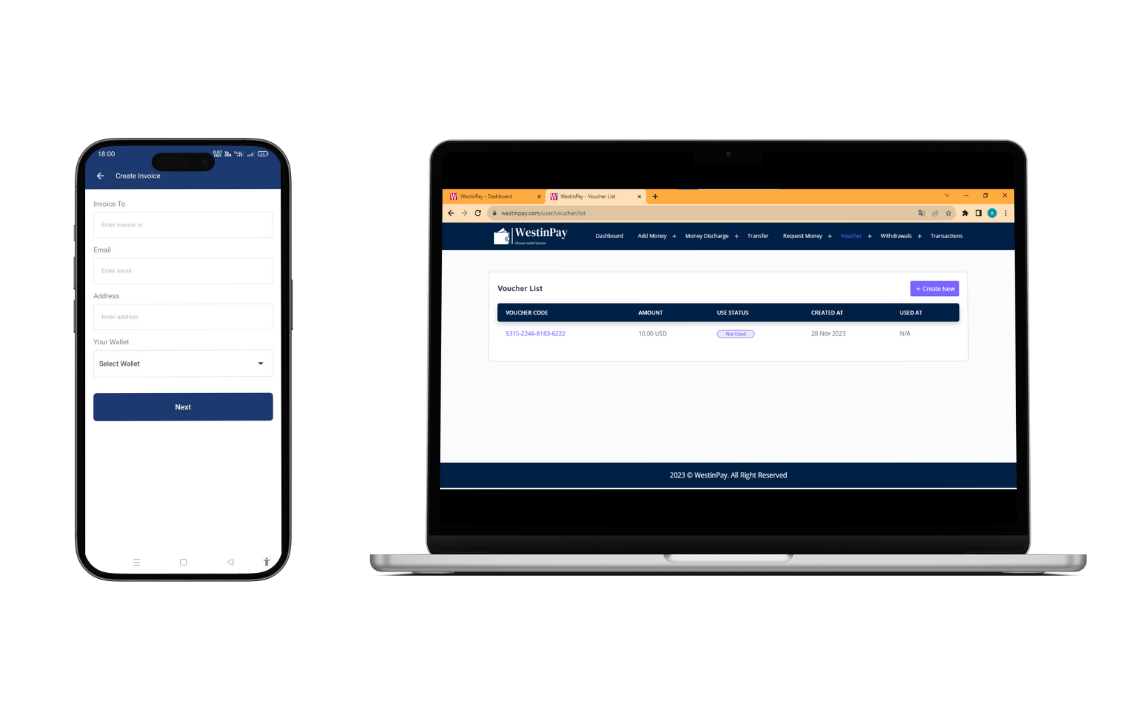 18:00
Create Invoice
Invoice To
Enter invoice to
Email
Enter email
Address
Enter address
Your Wallet
Select Wallet
Next
WestinPay - Dashboard
WestinPay - Voucher List
westinpay.com/user/voucher/list
WestinPay
Dashboard Add Money + Money Discharge + Transfer Request Money + Voucher + Withdrawals + Transactions
Voucher List
+ Create New
VOUCHER CODE AMOUNT USE STATUS CREATED AT USED AT
5315-2246-8183-6222 10.00 USD Not Used 28 Nov 2023 N/A
2023 © WestinPay. All Right Reserved